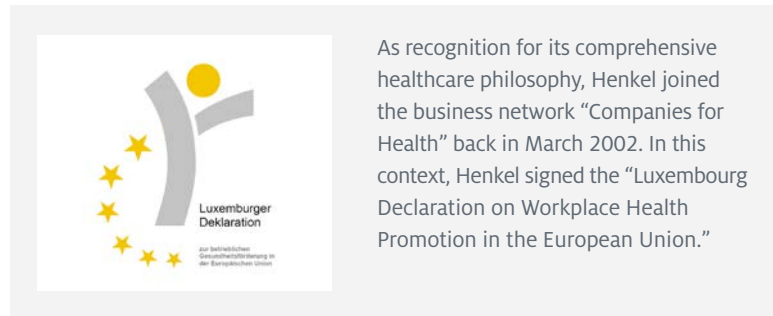 Luxemburger
Deklaration
zur betrieblichen
Gesundheitsförderung in
der Europäischen Union
As recognition for its comprehensive
healthcare philosophy, Henkel joined
the business network “Companies for
Health” back in March 2002. In this
context, Henkel signed the “Luxembourg
Declaration on Workplace Health
Promotion in the European Union.”